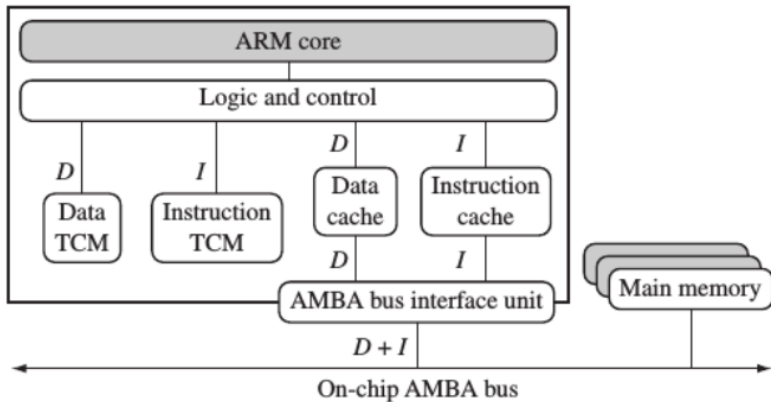 ARM core
Logic and control
D
I
D
I
Data
TCM
Instruction
TCM
Data
cache
Instruction
cache
D
I
AMBA bus interface unit
Main memory
D + I
On-chip AMBA bus